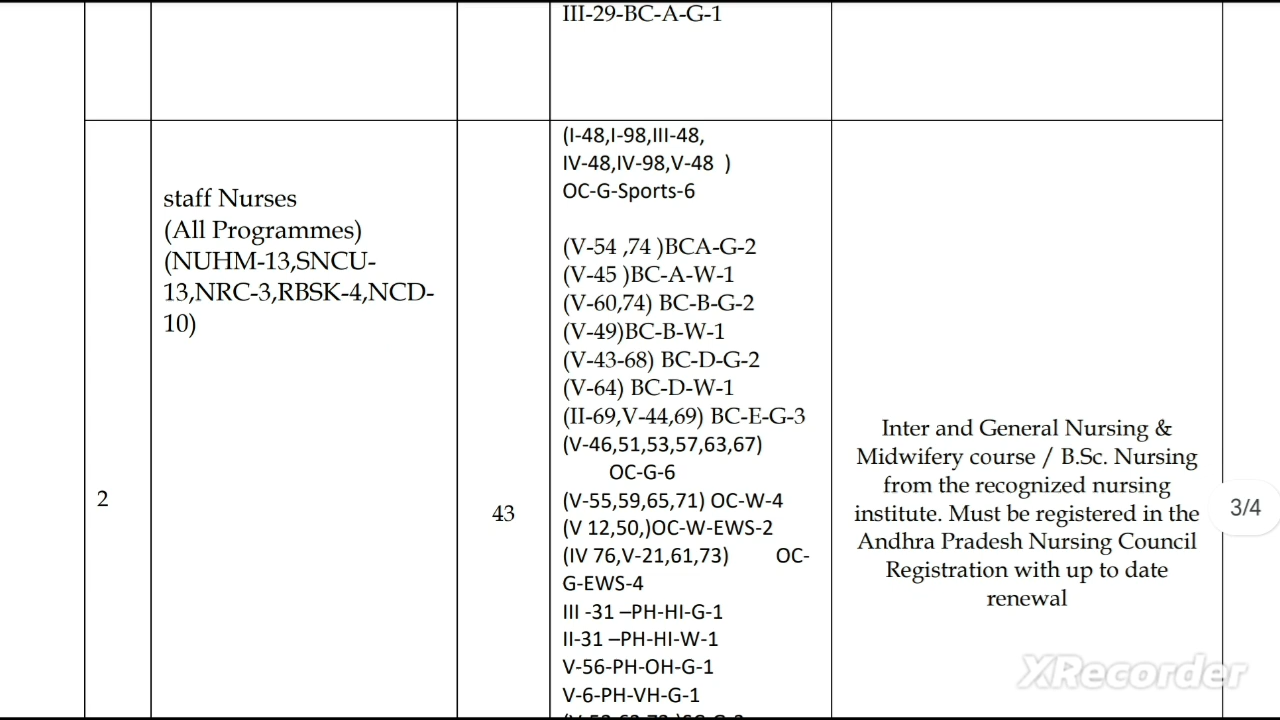 III-29-BC-A-G-1
2
staff Nurses
(All Programmes)
(NUHM-13,SNCU-
13,NRC-3,RBSK-4,NCD-
10)
43
(I-48,I-98,III-48,
IV-48,IV-98,V-48 )
OC-G-Sports-6
(V-54 ,74 )BCA-G-2
(V-45 )BC-A-W-1
(V-60,74) BC-B-G-2
(V-49)BC-B-W-1
(V-43-68) BC-D-G-2
(V-64) BC-D-W-1
(II-69,V-44,69) BC-E-G-3
(V-46,51,53,57,63,67)
OC-G-6
(V-55,59,65,71) OC-W-4
(V 12,50,)OC-W-EWS-2
(IV 76,V-21,61,73) OC-
G-EWS-4
III -31 –PH-HI-G-1
II-31 –PH-HI-W-1
V-56-PH-OH-G-1
V-6-PH-VH-G-1
Inter and General Nursing &
Midwifery course / B.Sc. Nursing
from the recognized nursing
institute. Must be registered in the
Andhra Pradesh Nursing Council
Registration with up to date
renewal
3/4
XRecorder